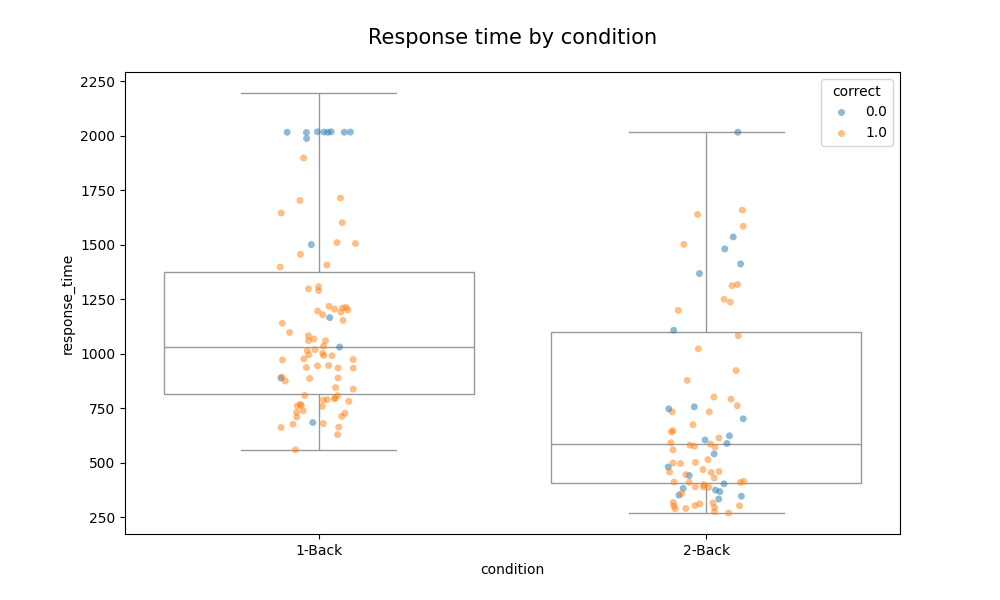 Response time by condition
correct
0.0
1.0
2250
2000
1750
1500
1250
1000
750
500
250
response_time
1-Back
2-Back
condition